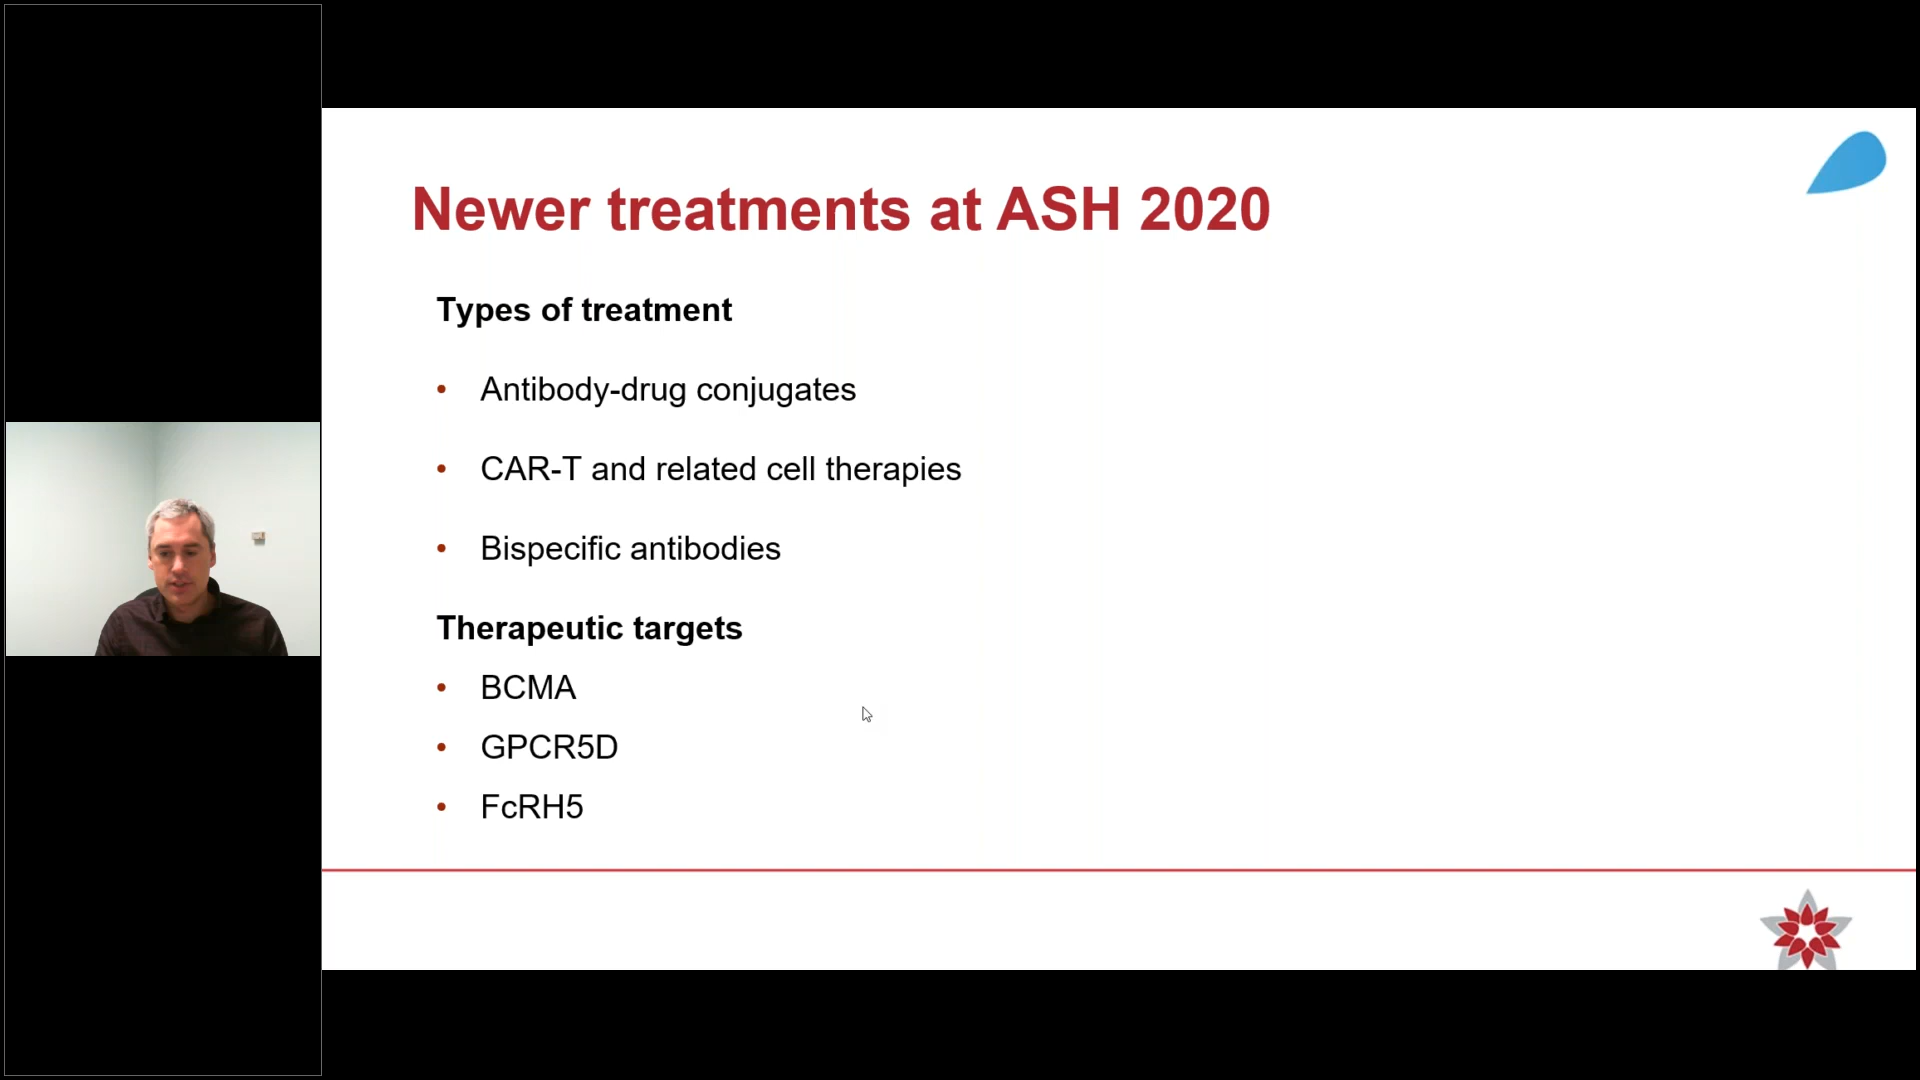 Newer treatments at ASH 2020
Types of treatment
• Antibody-drug conjugates
• CAR-T and related cell therapies
• Bispecific antibodies
Therapeutic targets
• BCMA
• GPCR5D
• FcRH5